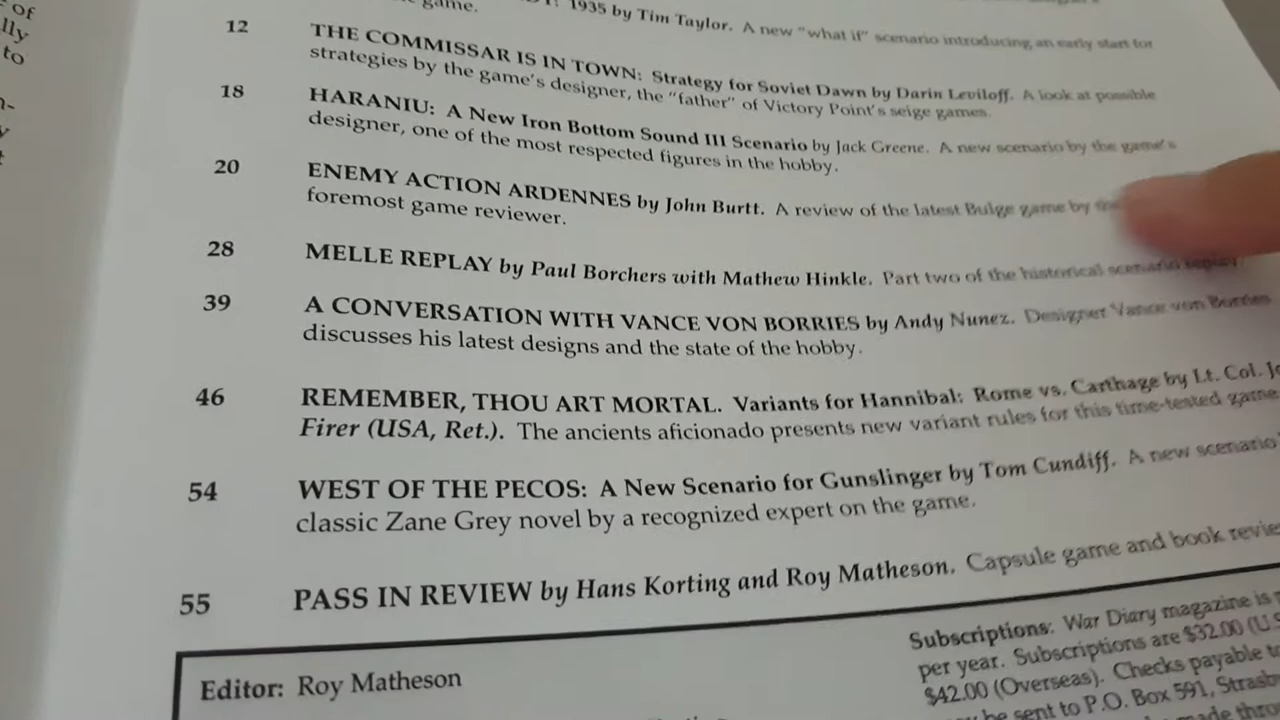 of
lly
to
game.
1935 by Tim Taylor. A new "what if" scenario introducing an early start for
12 THE COMMISSAR IS IN TOWN: Strategy for Soviet Dawn by Darin Leviloff. A look at possible
strategies by the game's designer, the "father" of Victory Point's seige games.
18 HARANIU: A New Iron Bottom Sound III Scenario by Jack Greene. A new scenario by the game's
designer, one of the most respected figures in the hobby.
20 ENEMY ACTION ARDENNES by John Burtt. A review of the latest Bulge game by
foremost game reviewer.
28 MELLE REPLAY by Paul Borchers with Mathew Hinkle. Part two of the historical scenario replay.
39 A CONVERSATION WITH VANCE VON BORRIES by Andy Nunez. Designer Vance von Borries
discusses his latest designs and the state of the hobby.
46 REMEMBER, THOU ART MORTAL. Variants for Hannibal: Rome vs. Carthage by Lt. Col.
Firer (USA, Ret.). The ancients aficionado presents new variant rules for this time-tested game
54 WEST OF THE PECOS: A New Scenario for Gunslinger by Tom Cundiff. A new scenario
classic Zane Grey novel by a recognized expert on the game.
55 PASS IN REVIEW by Hans Korting and Roy Matheson. Capsule game and book
Editor: Roy Matheson
Subscriptions: War Diary magazine is
per year. Subscriptions are $32.00
$42.00 (Overseas). Checks payable
be sent to P.O. Box 591,
made